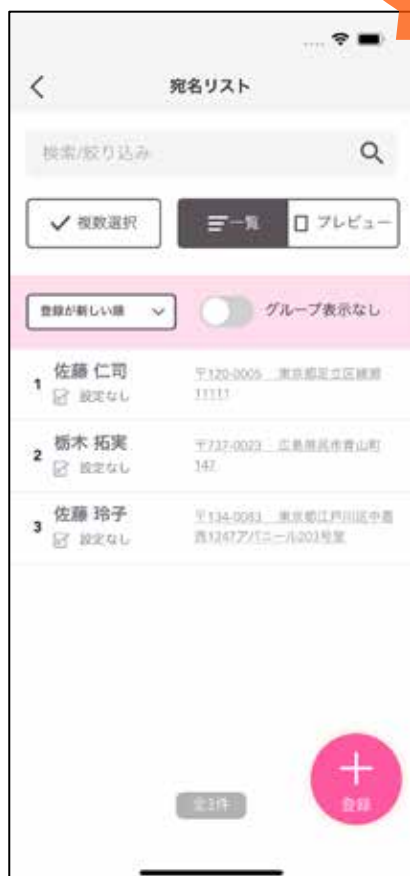 宛名リスト
検索/絞り込み
複数選択
一覧
プレビュー
登録が新しい順
グループ表示なし
1 佐藤 仁司
設定なし
〒120-0005 東京都足立区綾瀬
11111
2 栃木 拓実
設定なし
〒737-0023 広島県呉市青山町
147
3 佐藤 玲子
設定なし
〒134-0083 東京都江戸川区中葛
西1247アパニール203号室
全3件
登録